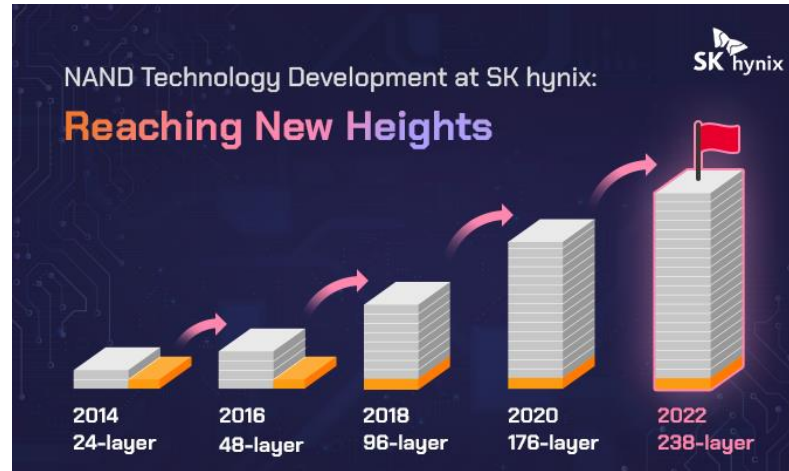 SK hynix
NAND Technology Development at SK hynix:
Reaching New Heights
2014
24-layer
2016
48-layer
2018
96-layer
2020
176-layer
2022
238-layer